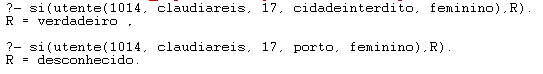 ?- si(utente(1014, claudiareis, 17, cidadeinterdito, feminino),R).
R = verdadeiro ,
?- si(utente(1014, claudiareis, 17, porto, feminino),R).
R = desconhecido.